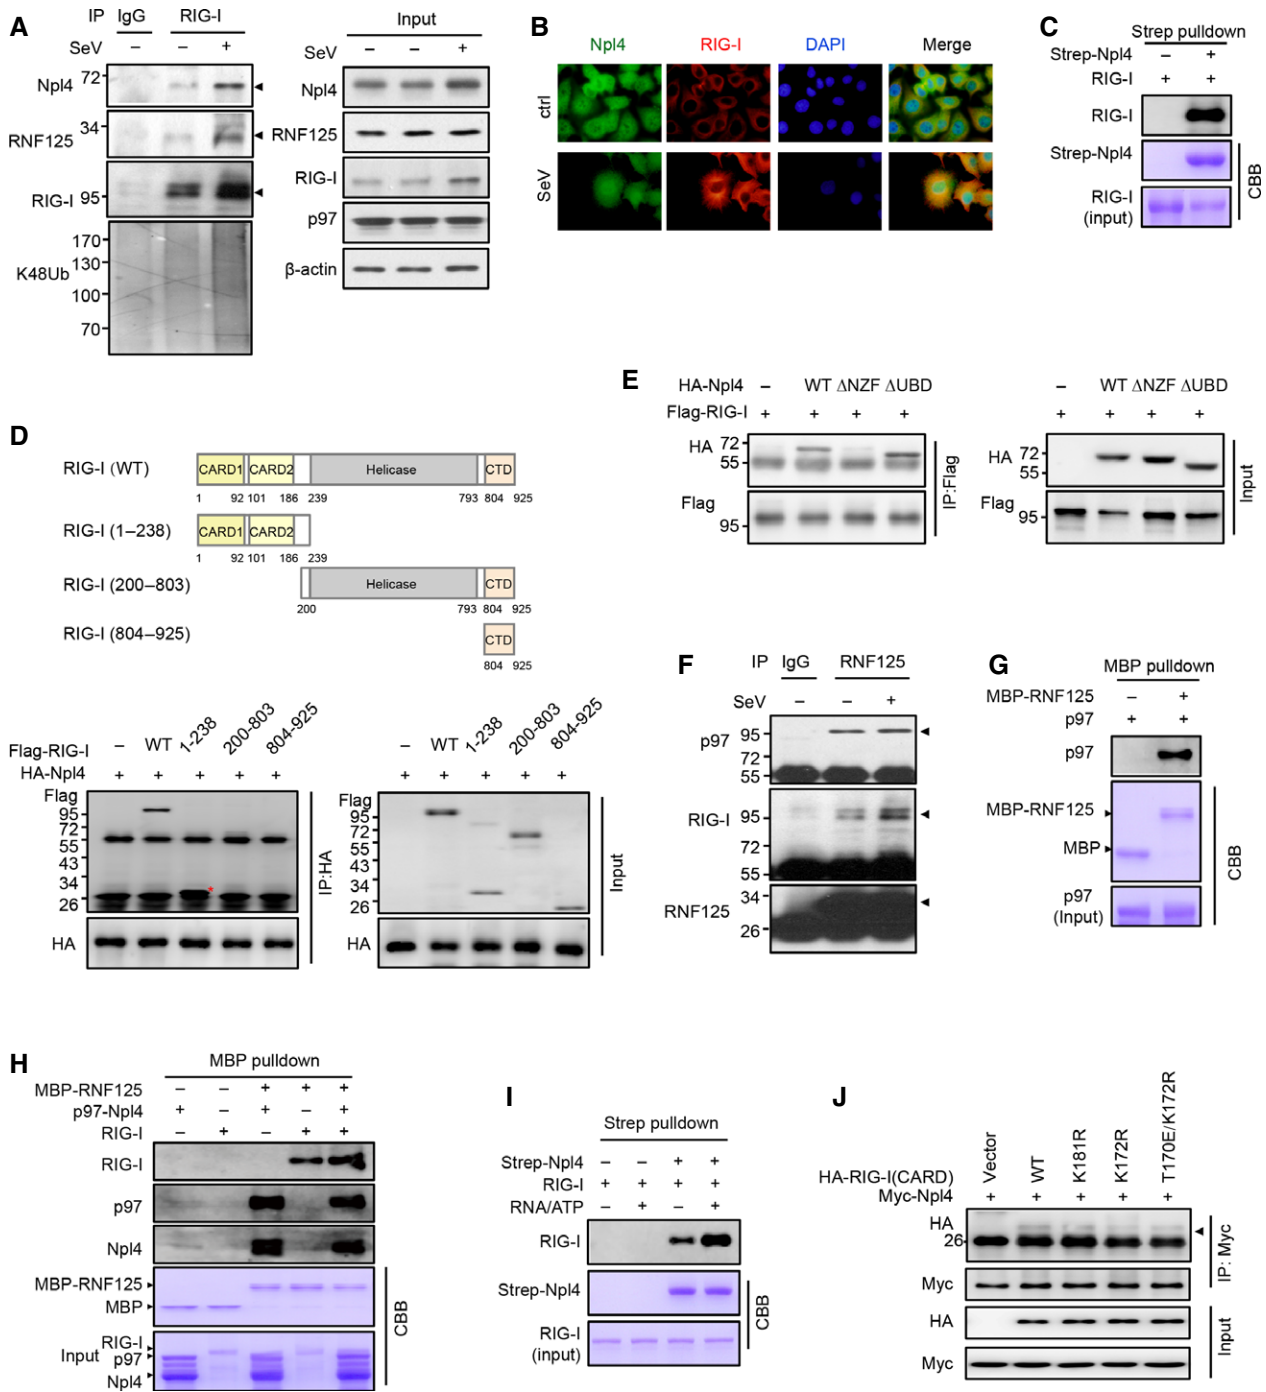 A
IP IgG RIG-I
SeV – – +
Npl4 72
RNF125 34
RIG-I 95
K48Ub 170 130 100 70
Input
SeV – – +
Npl4
RNF125
RIG-I
p97
β-actin
B
Npl4 RIG-I DAPI Merge
ctrl
SeV
C
Strep pulldown
Strep-Npl4 – +
RIG-I + +
RIG-I
Strep-Npl4
RIG-I
(input)
CBB
D
RIG-I (WT) CARD1 CARD2 Helicase CTD
1 92 101 186 239 793 804 925
RIG-I (1–238) CARD1 CARD2
1 92 101 186 239
RIG-I (200–803) Helicase CTD
200 793 804 925
RIG-I (804–925) CTD
804 925
Flag-RIG-I – WT 1-238 200-803 804-925
HA-Npl4 + + + + +
Flag
95
72
55
43
34
26
*
HA
IP:HA
– WT 1-238 200-803 804-925
+ + + + +
Flag
95
72
55
43
34
26
HA
Input
E
HA-Npl4 – WT ΔNZF ΔUBD
Flag-RIG-I + + + +
HA 72
55
Flag
95
IP:Flag
– WT ΔNZF ΔUBD
+ + + +
HA 72
55
Flag
95
Input
F
IP IgG RNF125
SeV – – +
p97 95
72
55
RIG-I 95
72
55
RNF125 34
26
G
MBP pulldown
MBP-RNF125 – +
p97 + +
p97
MBP-RNF125
MBP
p97
(Input)
CBB
H
MBP pulldown
MBP-RNF125 – – + + +
p97-Npl4 + – + – +
RIG-I – + – + +
RIG-I
p97
Npl4
MBP-RNF125
MBP
RIG-I
Input p97
Npl4
CBB
I
Strep pulldown
Strep-Npl4 – – + +
RIG-I + + + +
RNA/ATP – + – +
RIG-I
Strep-Npl4
RIG-I
(input)
CBB
J
Vector WT K181R K172R T170E/K172R
HA-RIG-I(CARD)
Myc-Npl4 + + + + +
HA
26
Myc
IP: Myc
HA
Myc
Input